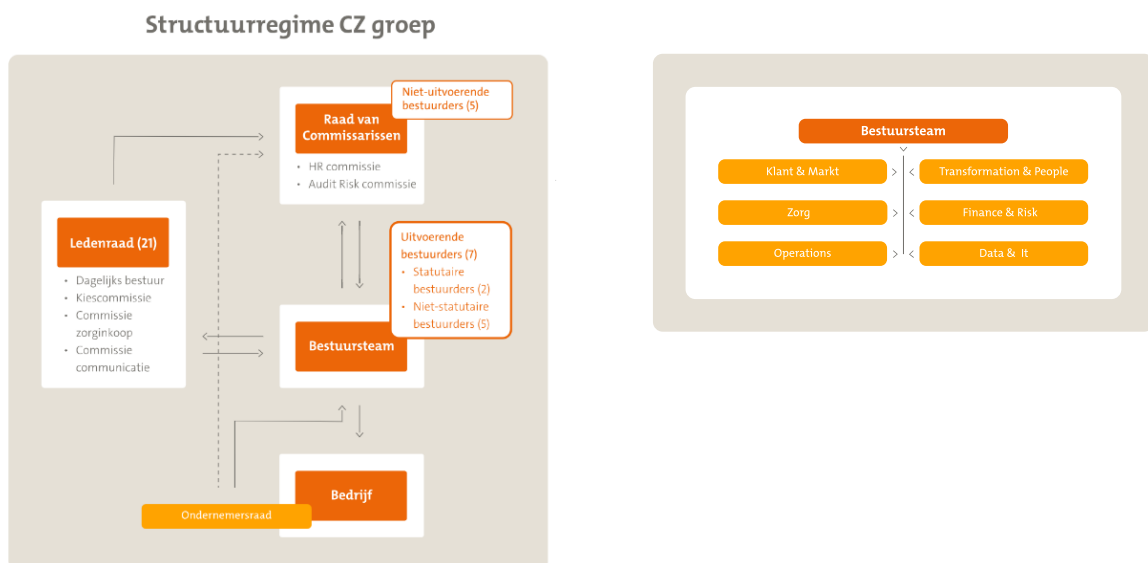 Structuurregime CZ groep
Niet-uitvoerende
bestuurders (5)
Raad van
Commissarissen
• HR commissie
• Audit Risk commissie
Ledenraad (21)
• Dagelijks bestuur
• Kiescommissie
• Commissie
zorginkoop
• Commissie
communicatie
Uitvoerende
bestuurders (7)
• Statutaire
bestuurders (2)
• Niet-statutaire
bestuurders (5)
Bestuursteam
Bedrijf
Ondernemersraad
Bestuursteam
Klant & Markt
Transformation & People
Zorg
Finance & Risk
Operations
Data & It